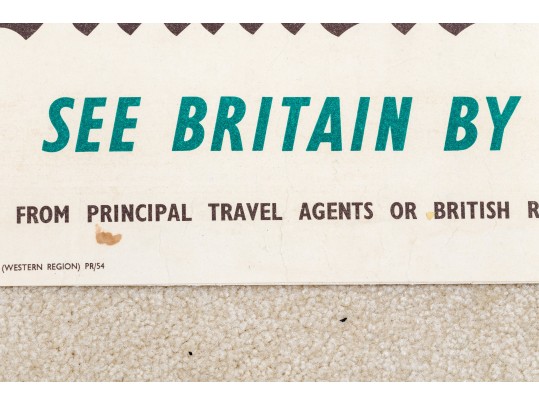 SEE BRITAIN BY
FROM PRINCIPAL TRAVEL AGENTS OR BRITISH R
(WESTERN REGION) PR/54